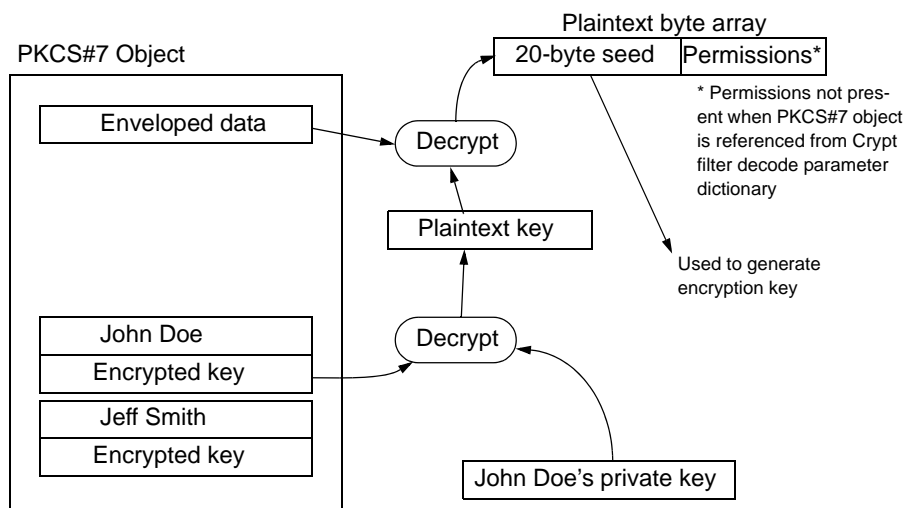 Plaintext byte array
PKCS#7 Object
20-byte seed
Permissions*
* Permissions not pres-
ent when PKCS#7 object
is referenced from Crypt
filter decode parameter
dictionary
Enveloped data
Decrypt
Plaintext key
Used to generate
encryption key
John Doe
Encrypted key
Decrypt
Jeff Smith
Encrypted key
John Doe’s private key